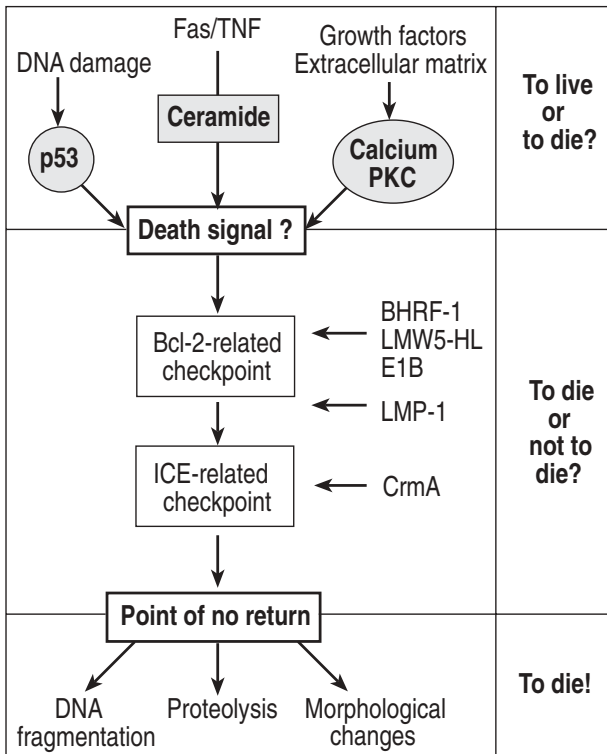 Fas/TNF
DNA damage
Growth factors
Extracellular matrix
To live
or
to die?
Ceramide
p53
Calcium
PKC
Death signal ?
Bcl-2-related
checkpoint
BHRF-1
LMW5-HL
E1B
LMP-1
To die
or
not to
die?
ICE-related
checkpoint
CrmA
Point of no return
To die!
DNA
fragmentation
Proteolysis
Morphological
changes